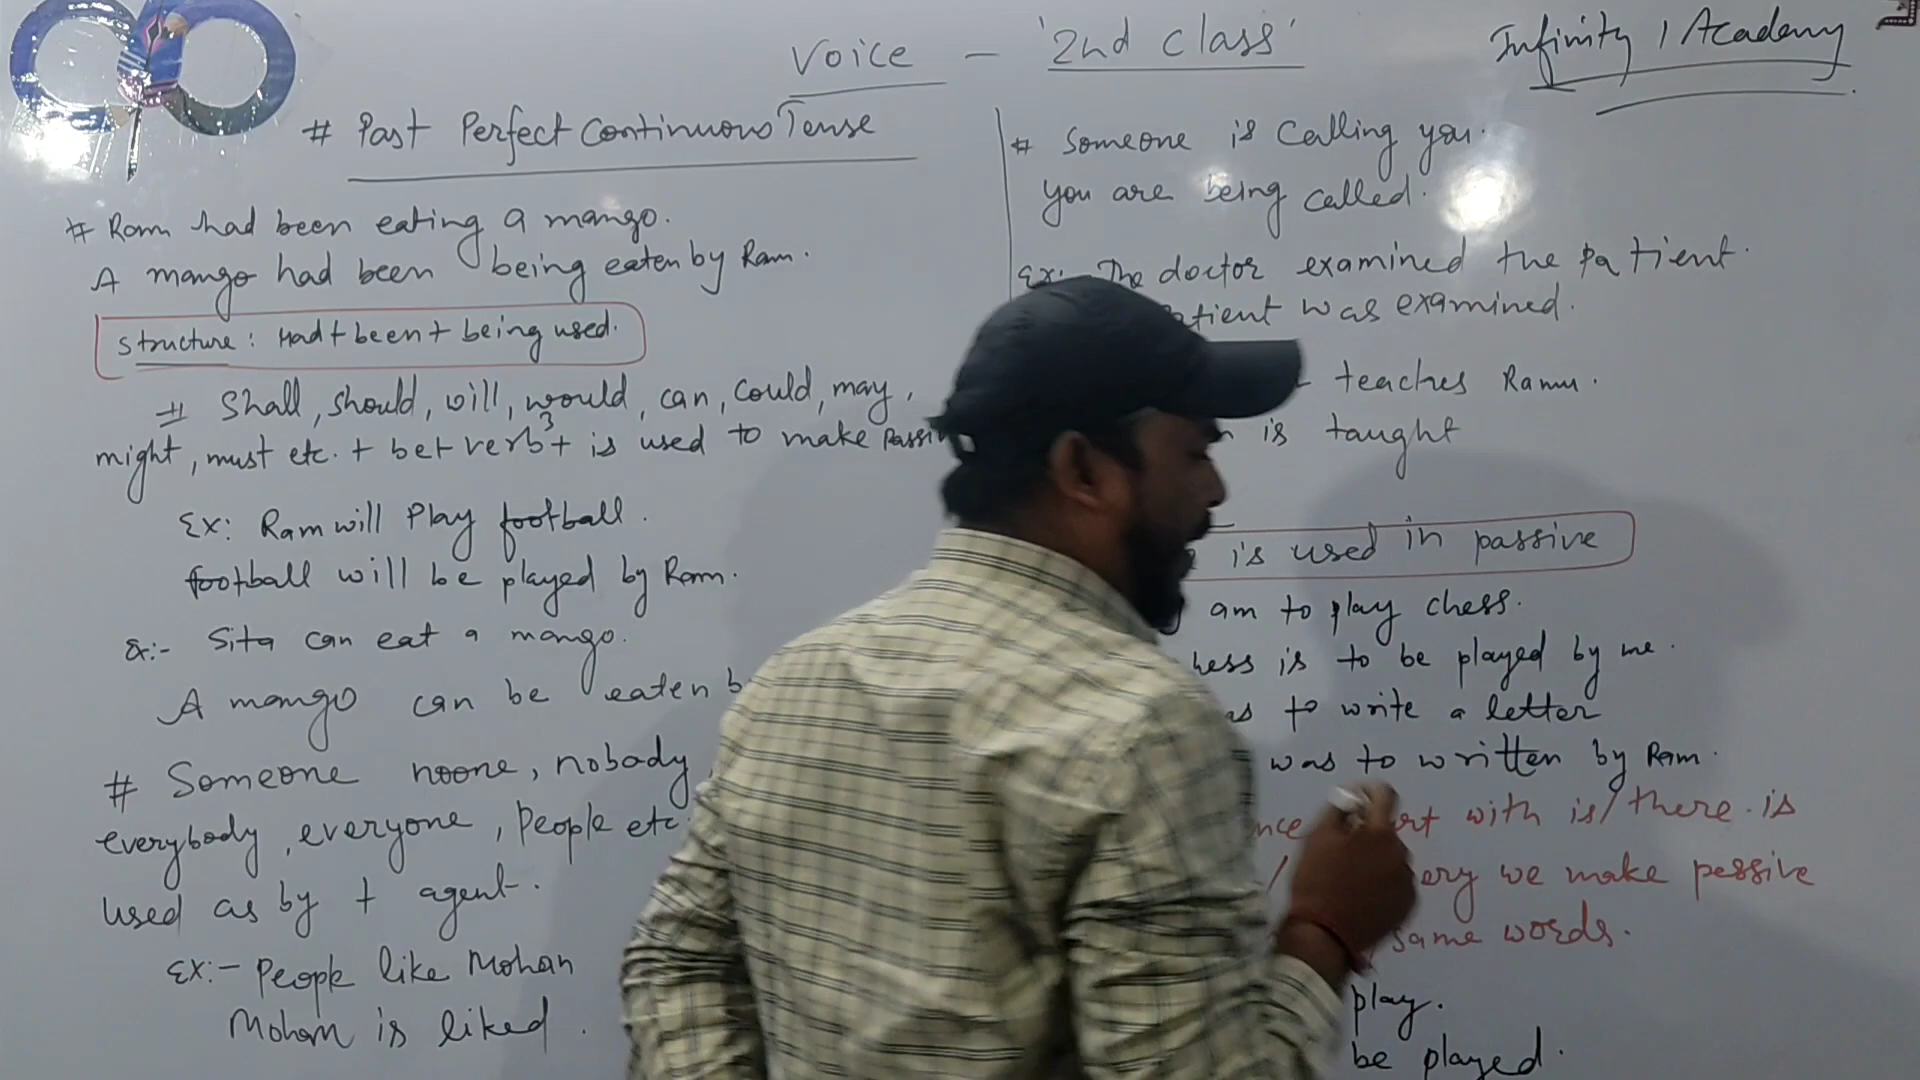 Voice - '2nd class'
Infinity 1 Academy
# Past Perfect Continuous Tense
# Ram had been eating a mango.
A mango had been being eaten by Ram.
Structure: Had + been + being used.
# Shall, should, will, would, can, could, may,
might, must etc. + be + verb3 + is used to make
Ex: Ram will Play football.
football will be played by Ram.
Ex:- Sita can eat a mango.
A mango can be eaten
# Someone noone, nobody,
everybody, everyone, People etc.
used as by + agent.
Ex:- People like Mohan
Mohan is liked.
# Someone is Calling you.
you are being called.
Ex:- The doctor examined the Patient.
was examined.
teaches Ramu.
is taught
is used in passive
am to play chess.
is to be played by me.
to write a letter
was to written by Ram.
with is/there is
we make pessive
same words.
play.
be played.